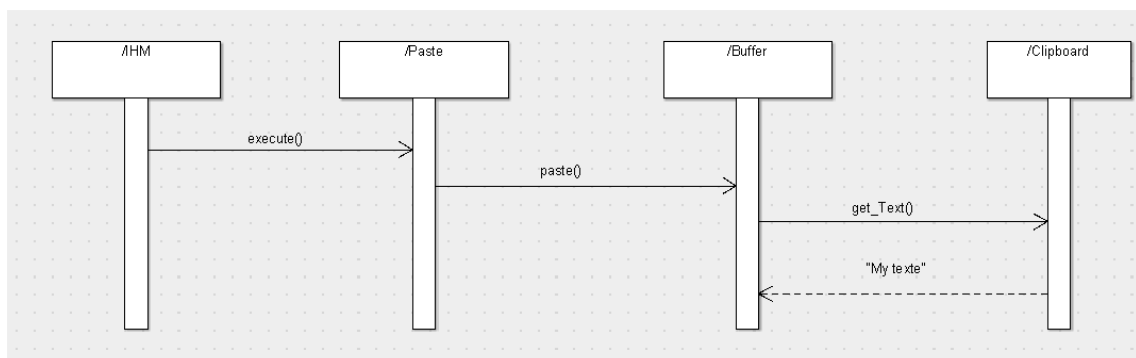 /IHM
/Paste
/Buffer
/Clipboard
execute()
paste()
get_Text()
"My texte"